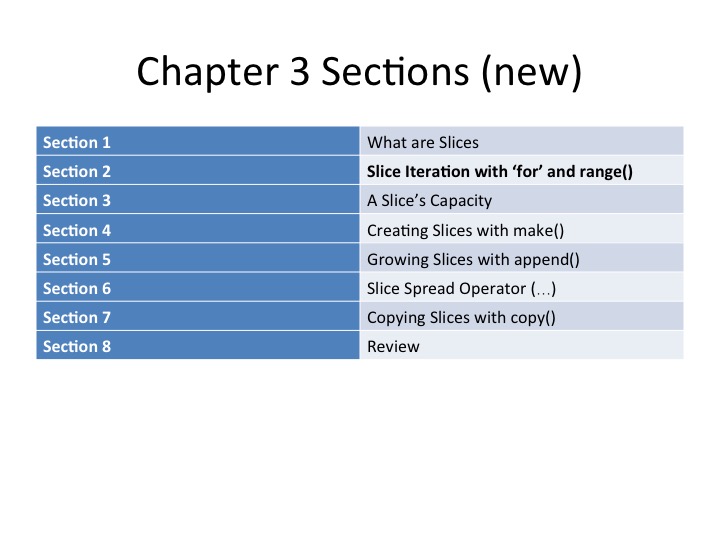 Chapter 3 Sections (new)
Section 1 What are Slices
Section 2 Slice Iteration with ‘for’ and range()
Section 3 A Slice’s Capacity
Section 4 Creating Slices with make()
Section 5 Growing Slices with append()
Section 6 Slice Spread Operator (…)
Section 7 Copying Slices with copy()
Section 8 Review